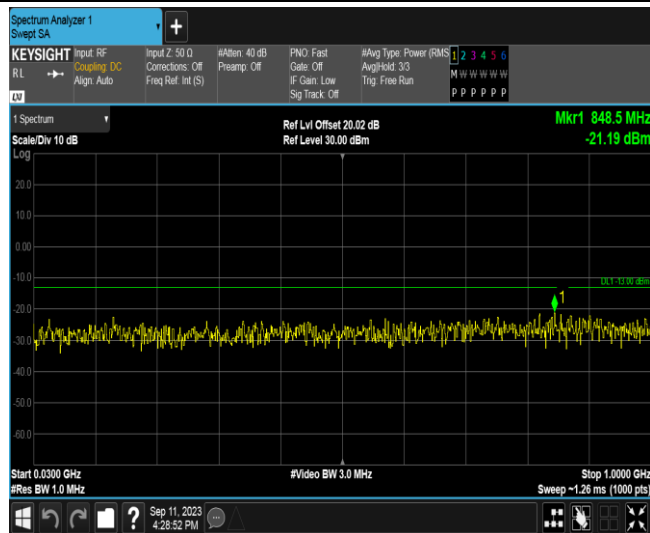 Spectrum Analyzer 1
Swept SA
+
KEYSIGHT
RL
Input: RF
Coupling: DC
Align: Auto
Input Z: 50 Ω
Corrections: Off
Freq Ref: Int (S)
#Atten: 40 dB
Preamp: Off
PNO: Fast
Gate: Off
IF Gain: Low
Sig Track: Off
#Avg Type: Power (RMS
Avg|Hold: 3/3
Trig: Free Run
1 2 3 4 5 6
M W W W W W
P P P P P P
1 Spectrum
Scale/Div 10 dB
Log
Ref Lvl Offset 20.02 dB
Ref Level 30.00 dBm
Mkr1 848.5 MHz
-21.19 dBm
20.0
10.0
0.00
-10.0
-20.0
-30.0
-40.0
-50.0
-60.0
DL1 -13.00 dBm
1
Start 0.0300 GHz
#Res BW 1.0 MHz
#Video BW 3.0 MHz
Stop 1.0000 GHz
Sweep ~1.26 ms (1000 pts)
?
Sep 11, 2023
4:28:52 PM